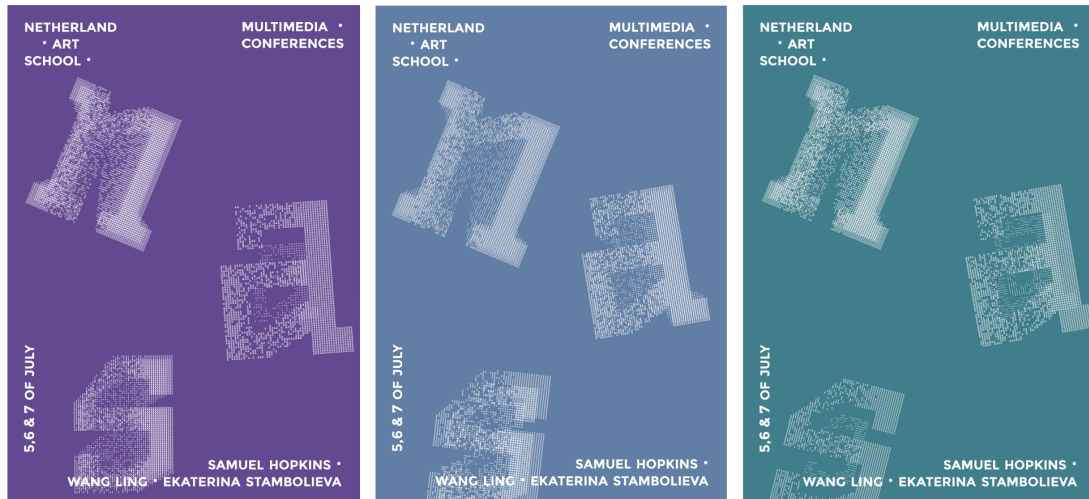 NETHERLAND
• ART
SCHOOL •
MULTIMEDIA •
CONFERENCES
n
a
s
5,6 & 7 OF JULY
SAMUEL HOPKINS •
WANG LING • EKATERINA STAMBOLIEVA
NETHERLAND
• ART
SCHOOL •
MULTIMEDIA •
CONFERENCES
n
a
s
5,6 & 7 OF JULY
SAMUEL HOPKINS •
WANG LING • EKATERINA STAMBOLIEVA
NETHERLAND
• ART
SCHOOL •
MULTIMEDIA •
CONFERENCES
n
a
s
5,6 & 7 OF JULY
SAMUEL HOPKINS •
WANG LING • EKATERINA STAMBOLIEVA